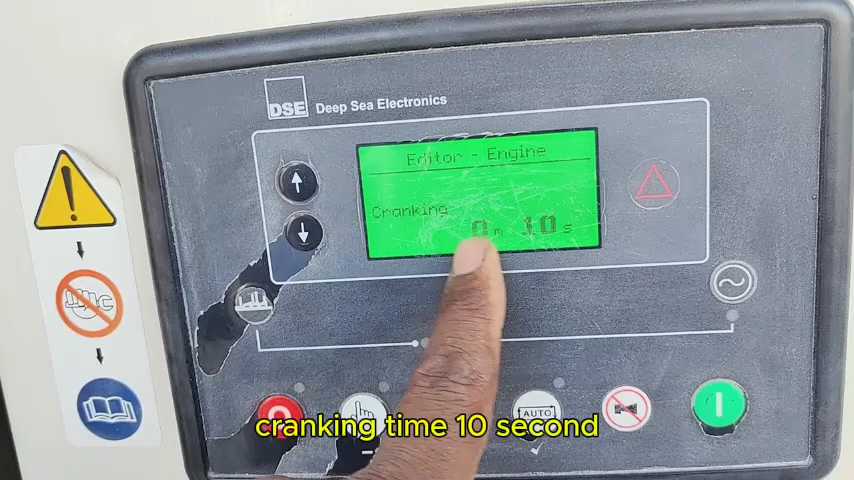 DSE Deep Sea Electronics
Editor - Engine
Cranking
0m 10s
AUTO
cranking time 10 second